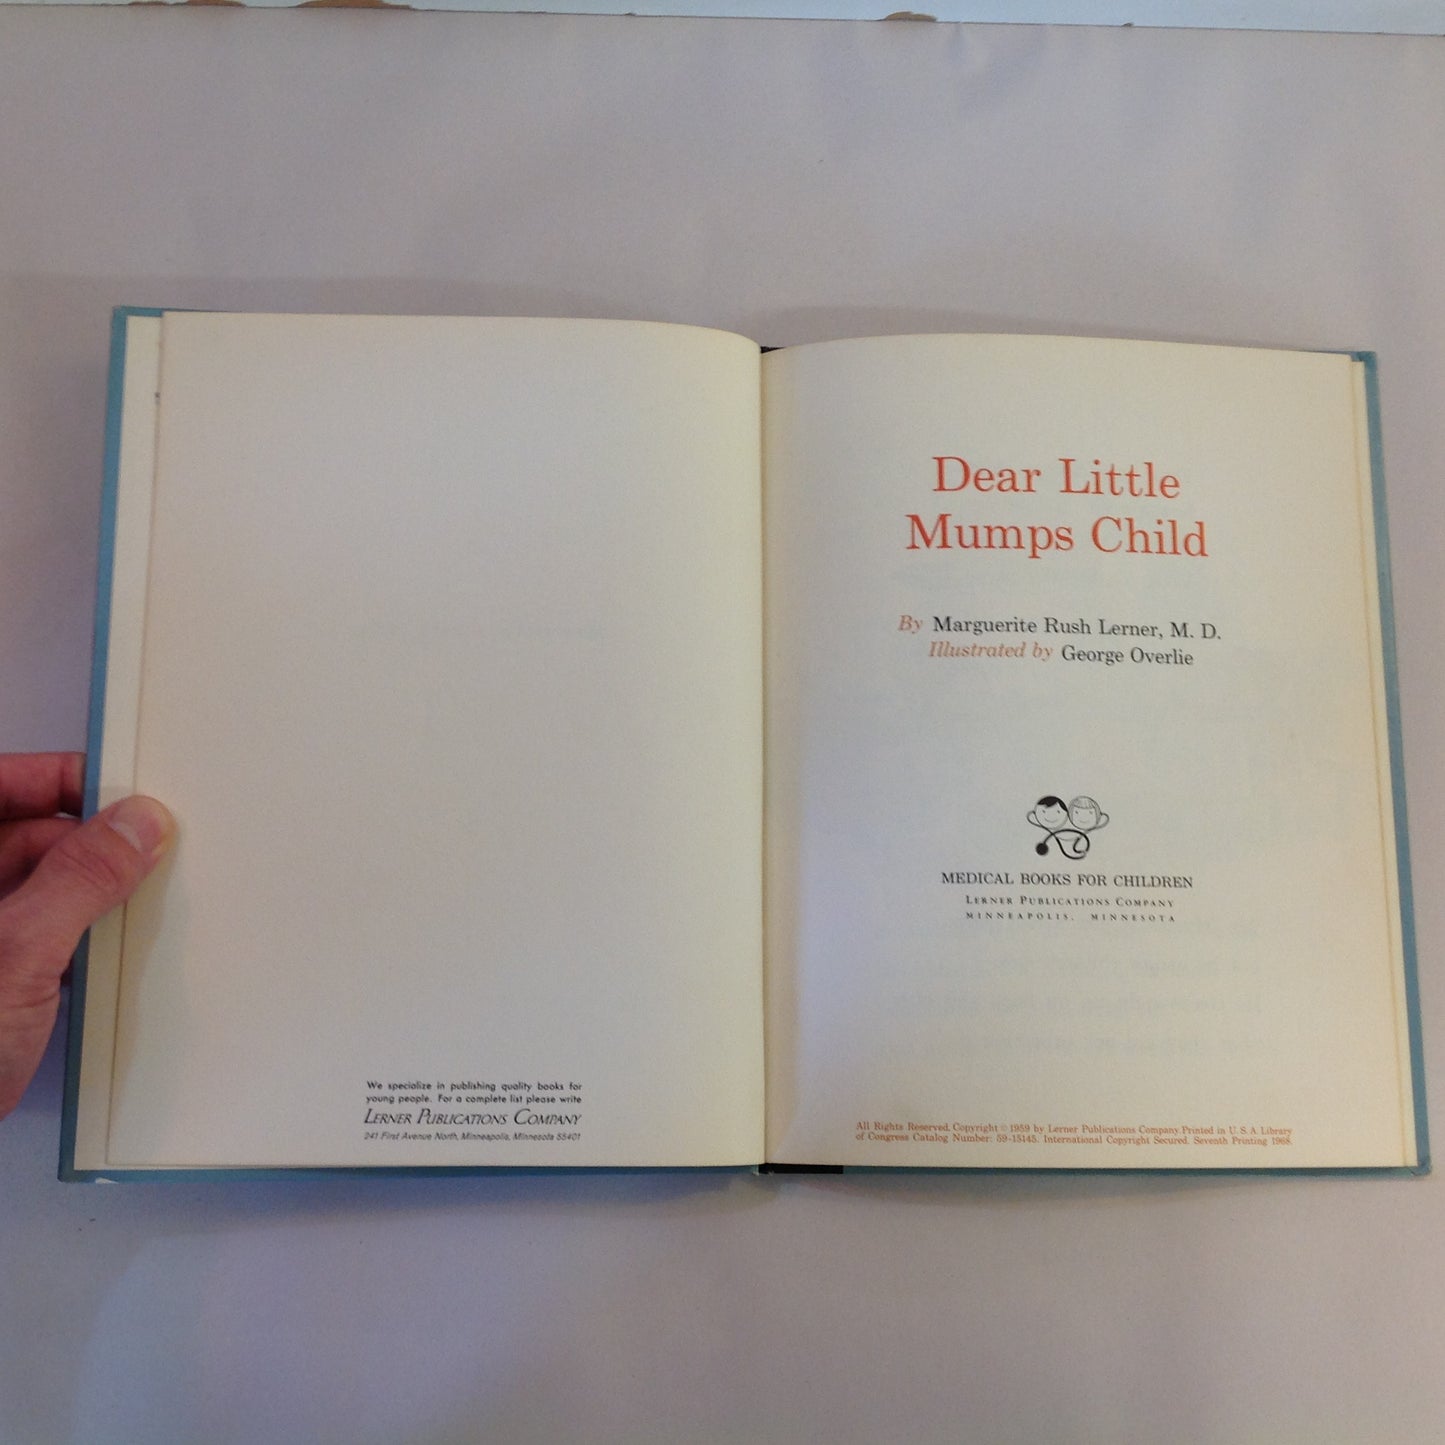 We specialize in publishing quality books for
young people. For a complete list please write
LERNER PUBLICATIONS COMPANY
241 First Avenue North, Minneapolis, Minnesota 55401
Dear Little
Mumps Child
By Marguerite Rush Lerner, M. D.
Illustrated by George Overlie
MEDICAL BOOKS FOR CHILDREN
LERNER PUBLICATIONS COMPANY
MINNEAPOLIS, MINNESOTA
All Rights Reserved. Copyright © 1959 by Lerner Publications Company. Printed in U. S. A. Library
of Congress Catalog Number: 59-15145. International Copyright Secured. Seventh Printing 1968.